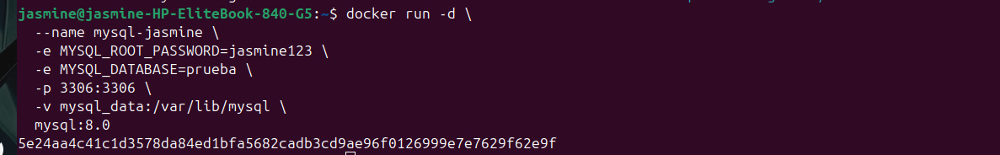 jasmine@jasmine-HP-EliteBook-840-G5:~$ docker run -d \
  --name mysql-jasmine \
  -e MYSQL_ROOT_PASSWORD=jasmine123 \
  -e MYSQL_DATABASE=prueba \
  -p 3306:3306 \
  -v mysql_data:/var/lib/mysql \
  mysql:8.0
5e24aa4c41c1d3578da84ed1bfa5682cadb3cd9ae96f0126999e7e7629f62e9f